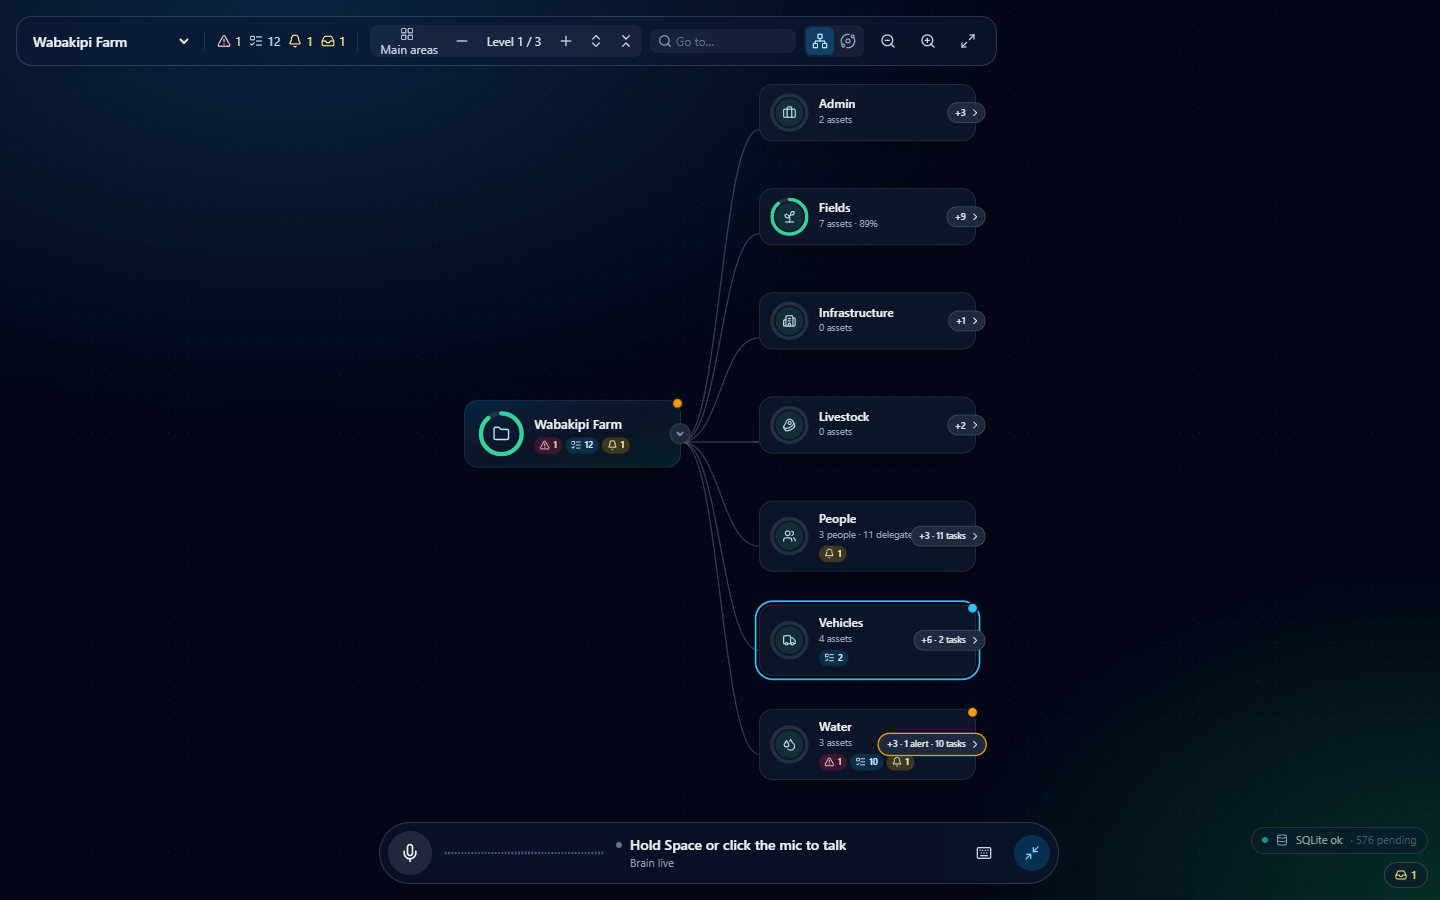 Wabakipi Farm
1 12 1 1
Main areas
Level 1 / 3
Go to...
Admin
2 assets
+3
Fields
7 assets · 89%
+9
Infrastructure
0 assets
+1
Livestock
0 assets
+2
Wabakipi Farm
1 12 1
People
3 people · 11 delegate
+3 · 11 tasks
1
Vehicles
4 assets
+6 · 2 tasks
2
Water
3 assets
+3 · 1 alert · 10 tasks
1 10 1
Hold Space or click the mic to talk
Brain live
SQLite ok · 576 pending
1